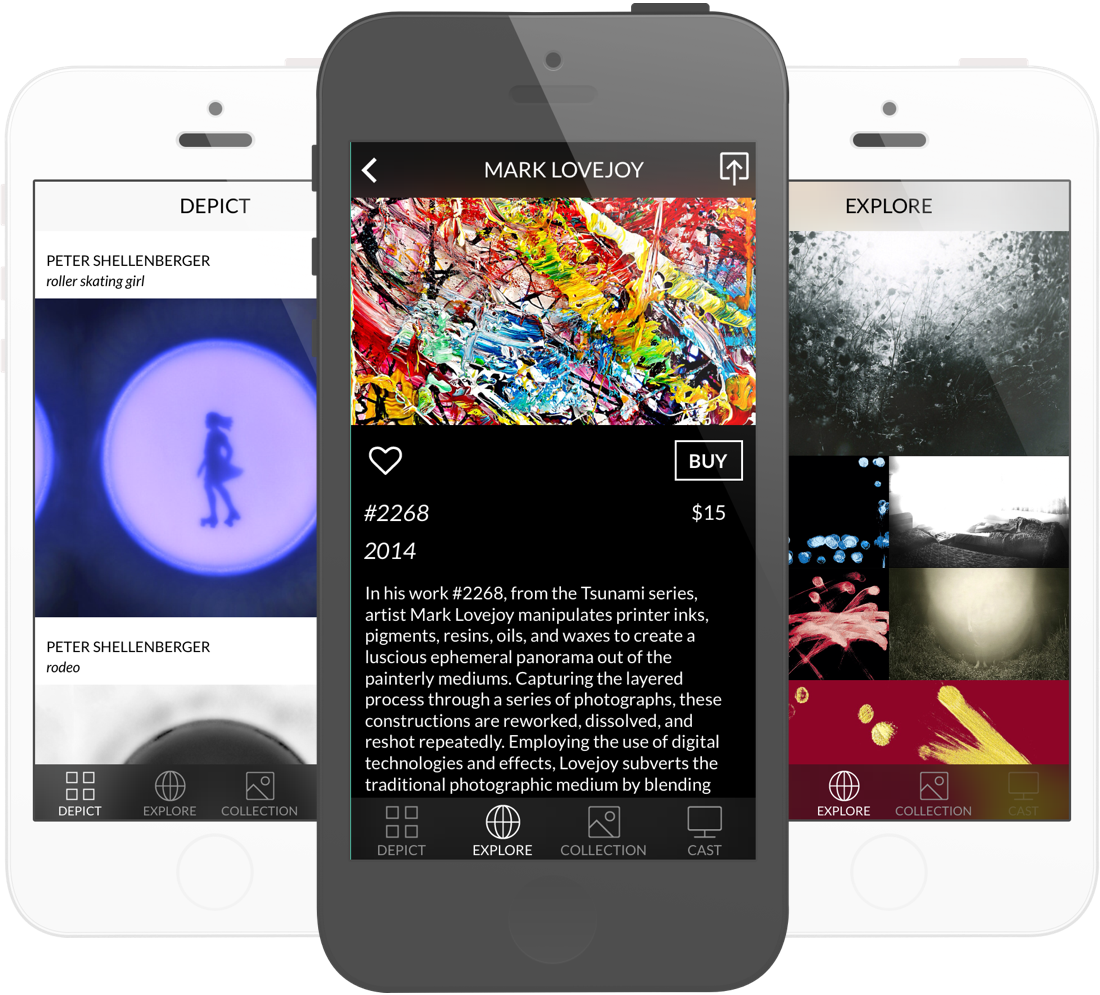 DEPICT
PETER SHELLENBERGER
roller skating girl
PETER SHELLENBERGER
rodeo
DEPICT
EXPLORE
COLLECTION
MARK LOVEJOY
BUY
#2268
$15
2014
In his work #2268, from the Tsunami series,
artist Mark Lovejoy manipulates printer inks,
pigments, resins, oils, and waxes to create a
luscious ephemeral panorama out of the
painterly mediums. Capturing the layered
process through a series of photographs, these
constructions are reworked, dissolved, and
reshot repeatedly. Employing the use of digital
technologies and effects, Lovejoy subverts the
traditional photographic medium by blending
DEPICT
EXPLORE
COLLECTION
CAST
EXPLORE
EXPLORE
COLLECTION
CAST